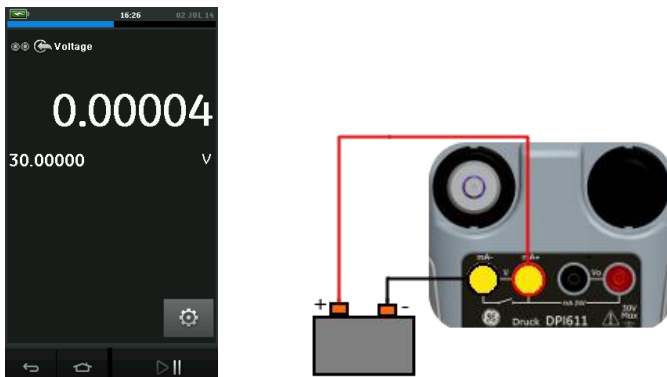 16:26 02 JUL 14
Voltage
0.00004
30.00000 V
mA- mA+
V Vo
mA 24V
+ -
Druck DPI611
30V
Max